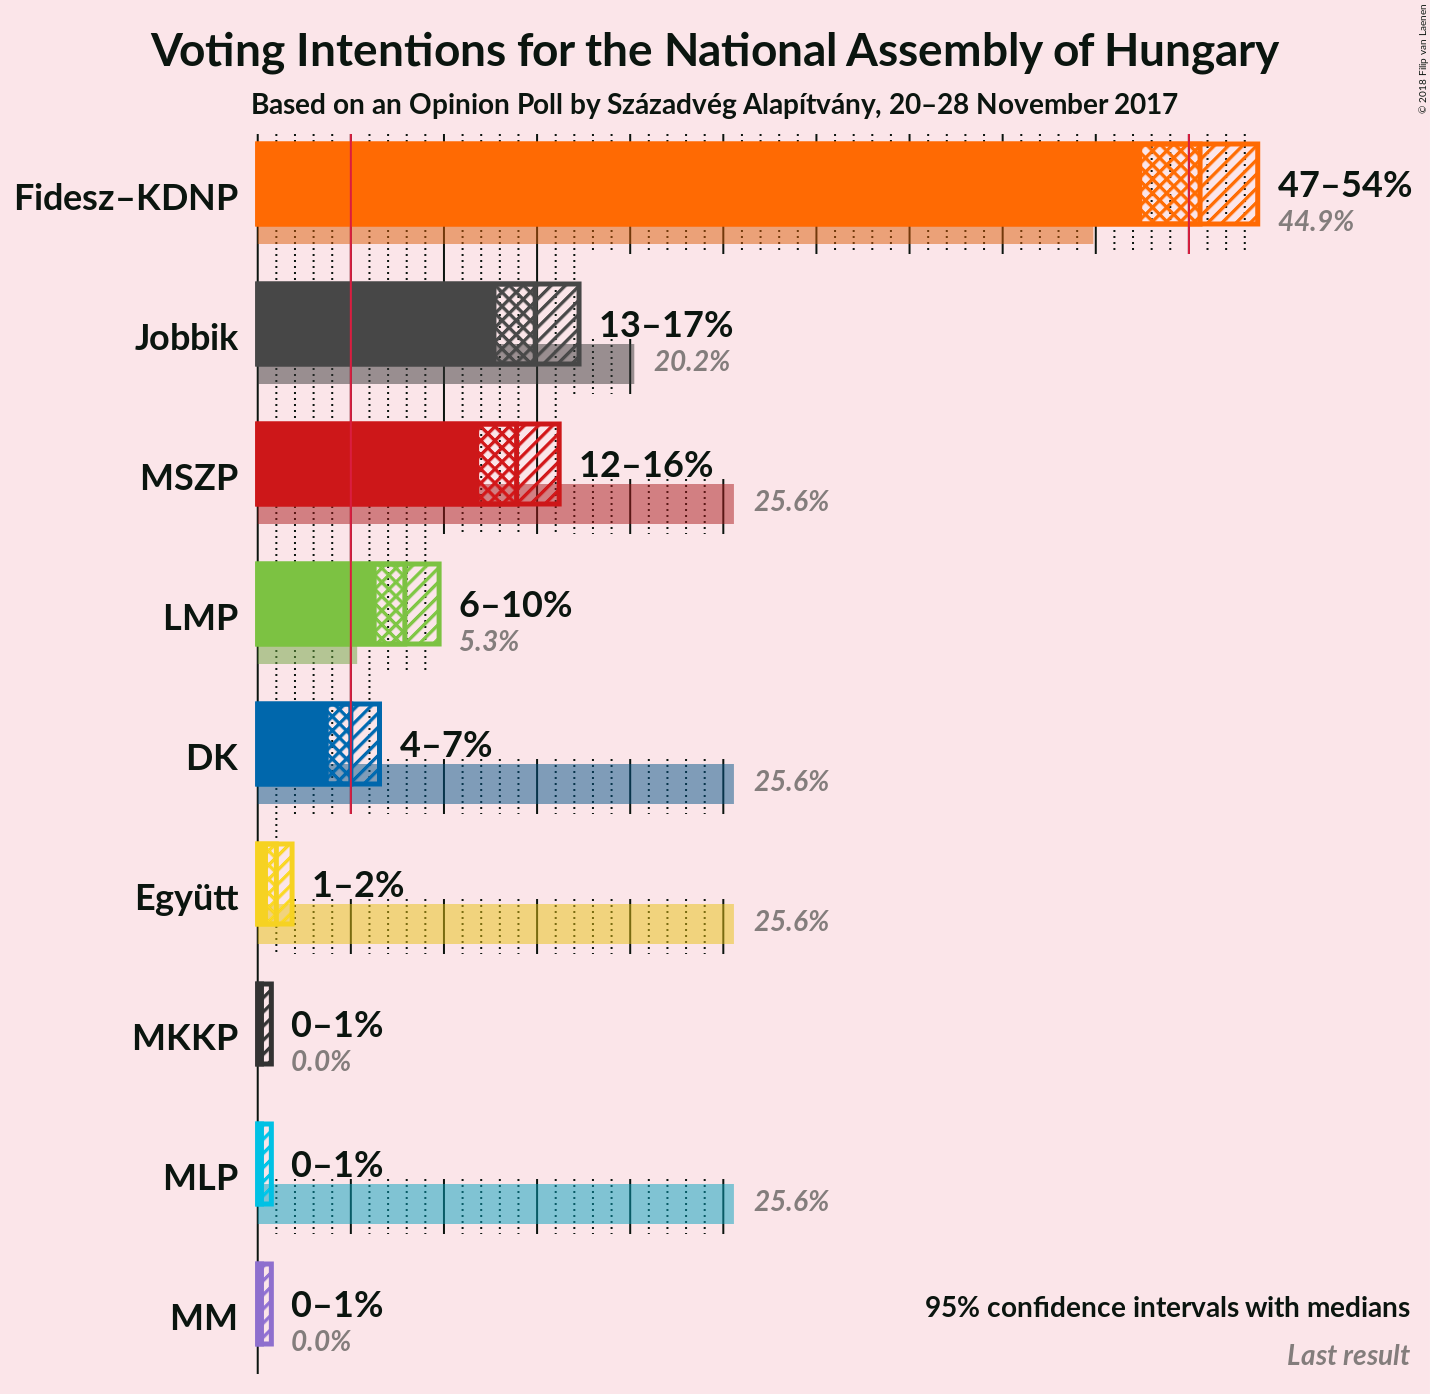 Voting Intentions for the National Assembly of Hungary
Based on an Opinion Poll by Századvég Alapítvány, 20–28 November 2017
© 2018 Filip van Laenen
Fidesz–KDNP
47–54%
44.9%
Jobbik
13–17%
20.2%
MSZP
12–16%
25.6%
LMP
6–10%
5.3%
DK
4–7%
25.6%
Együtt
1–2%
25.6%
MKKP
0–1%
0.0%
MLP
0–1%
25.6%
MM
0–1%
0.0%
95% confidence intervals with medians
Last result